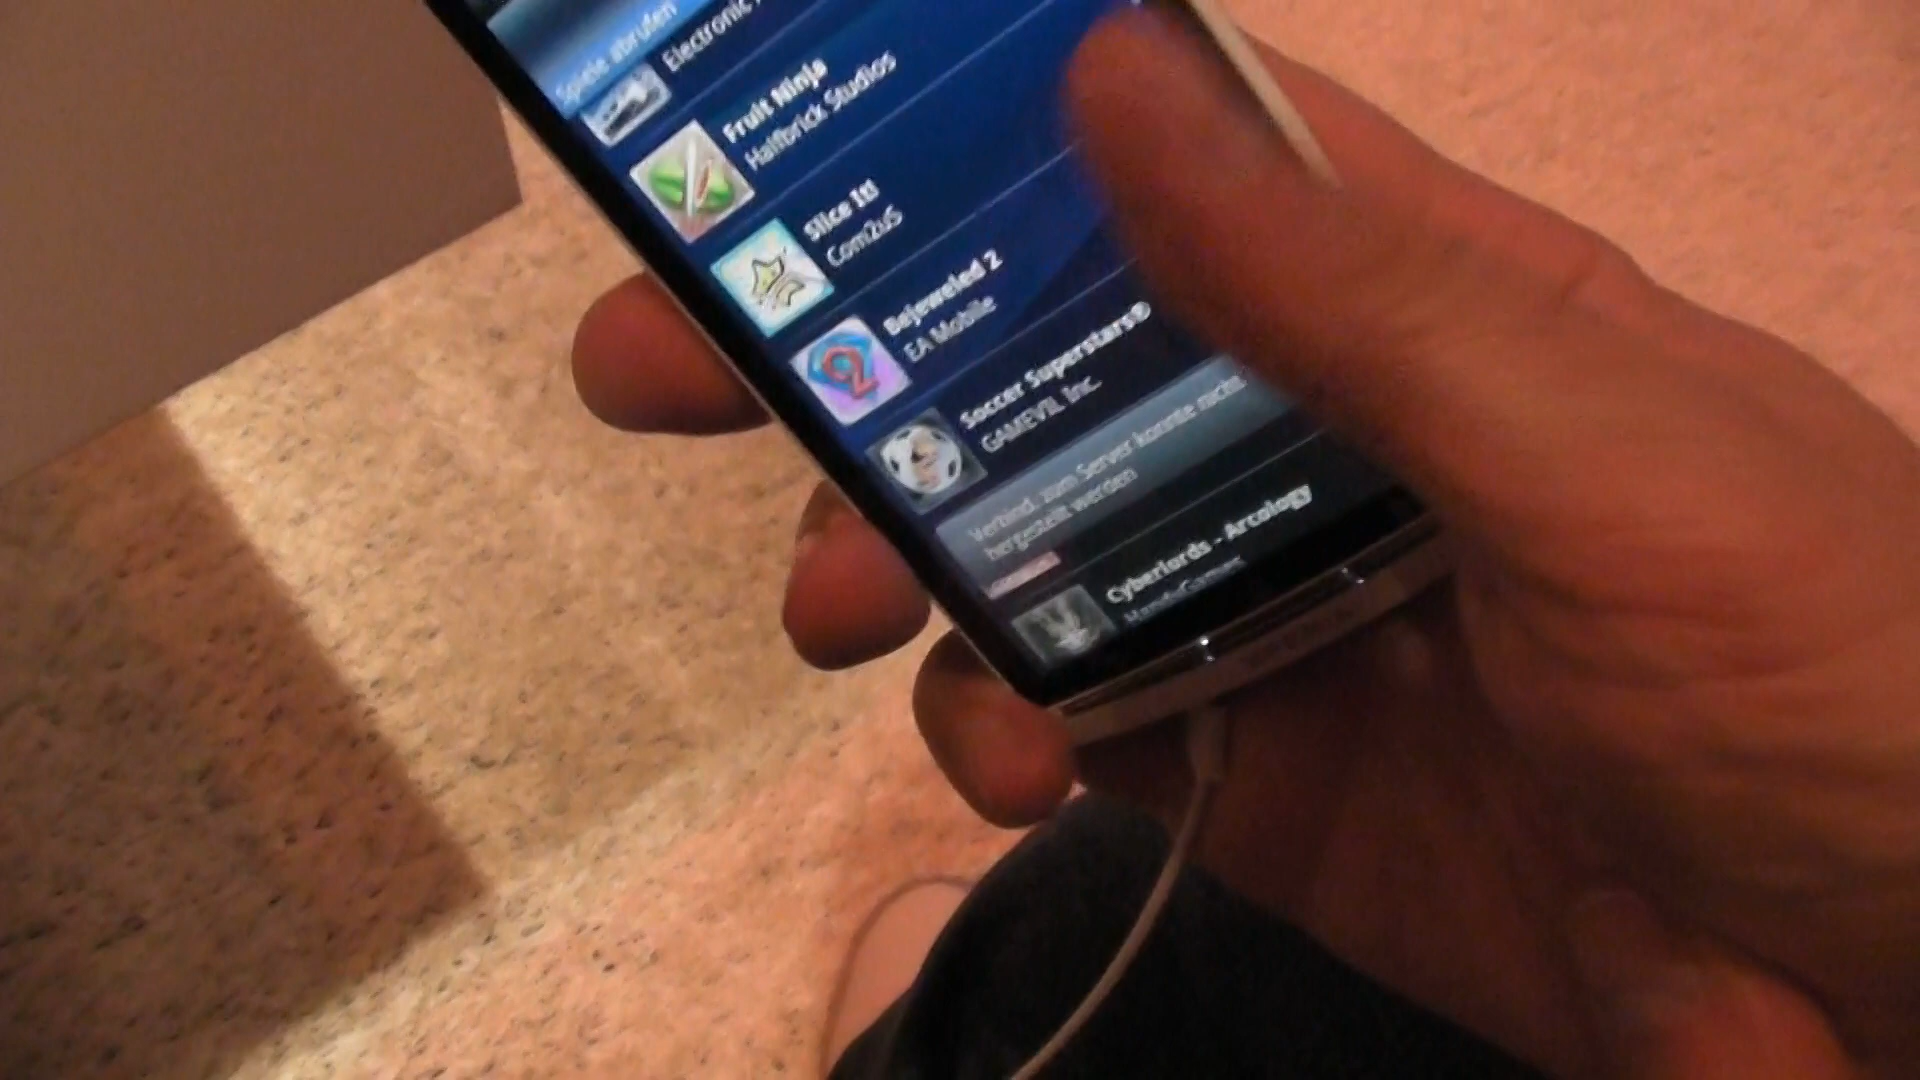 Spiele abrufen
Electronic
Fruit Ninja
Halfbrick Studios
Slice It!
Com2uS
Bejeweled 2
EA Mobile
Soccer Superstars®
GAMEVIL Inc.
Verbind. zum Server konnte nicht
hergestellt werden
Cyberlords - Arcology
HandyGames